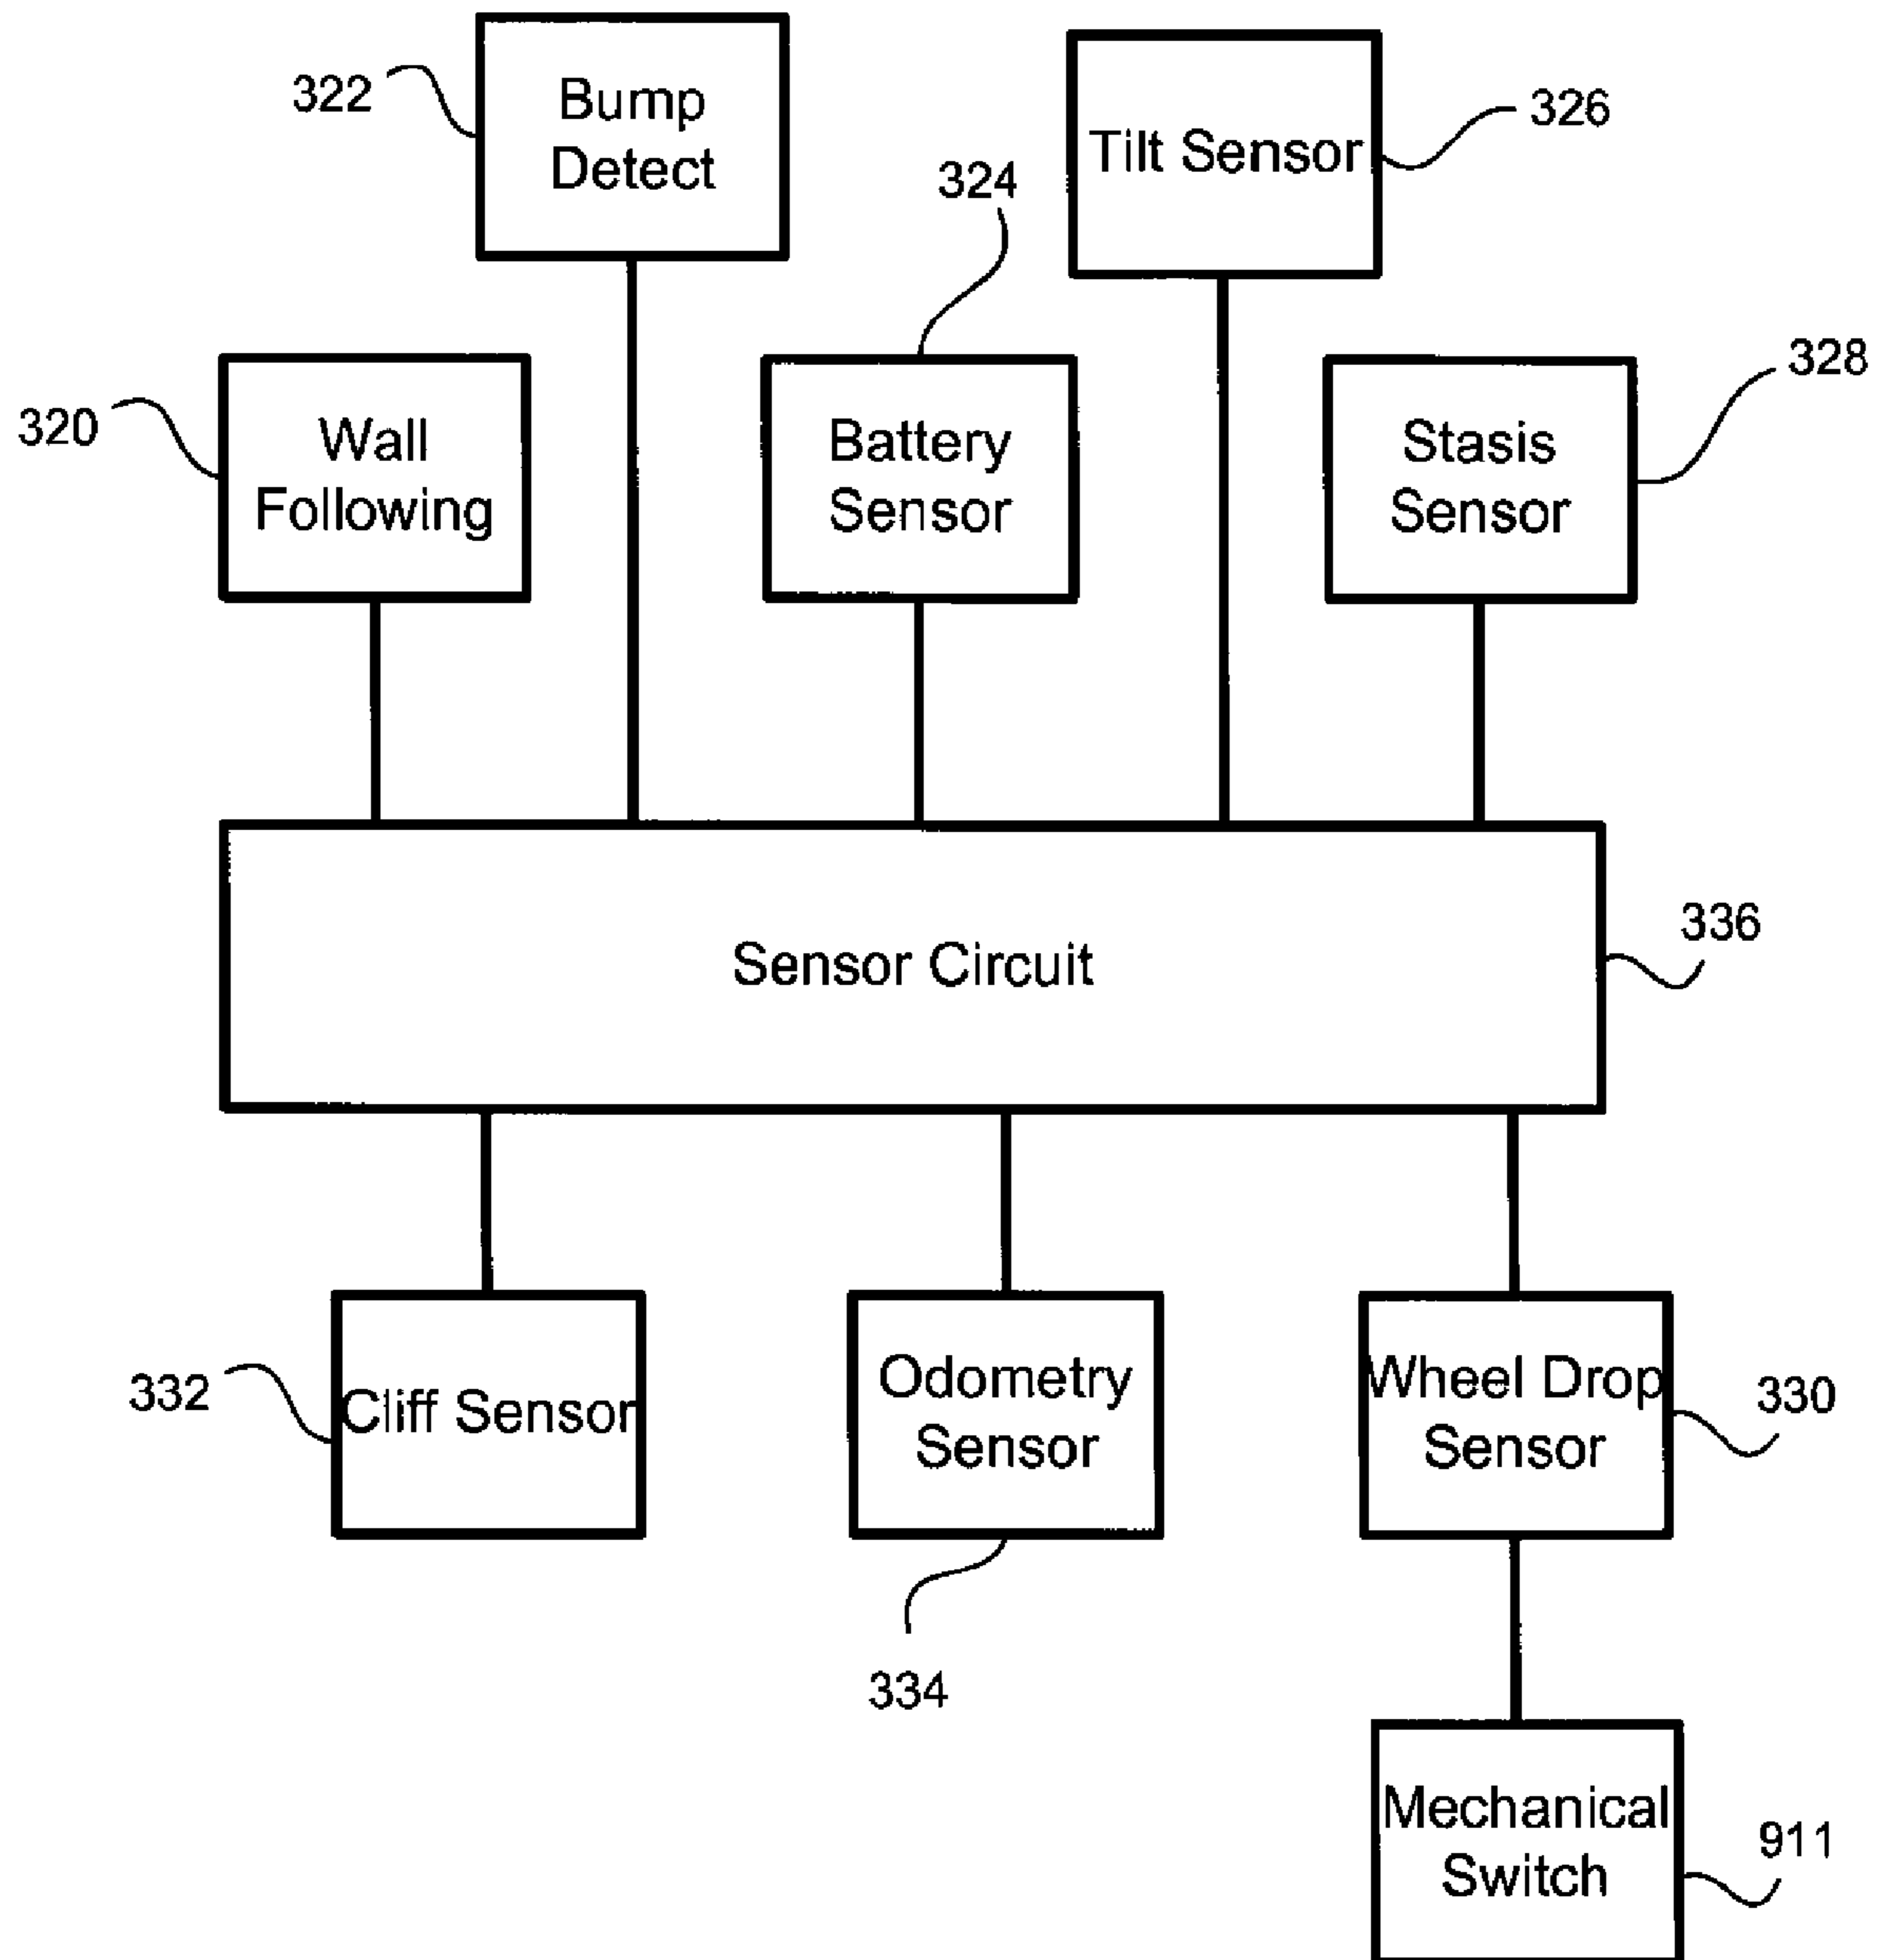 322
Bump
Detect
326
Tilt Sensor
324
328
320
Wall
Following
Battery
Sensor
Stasis
Sensor
336
Sensor Circuit
332
Cliff Sensor
Odometry
Sensor
Wheel Drop
Sensor
330
334
Mechanical
Switch
911